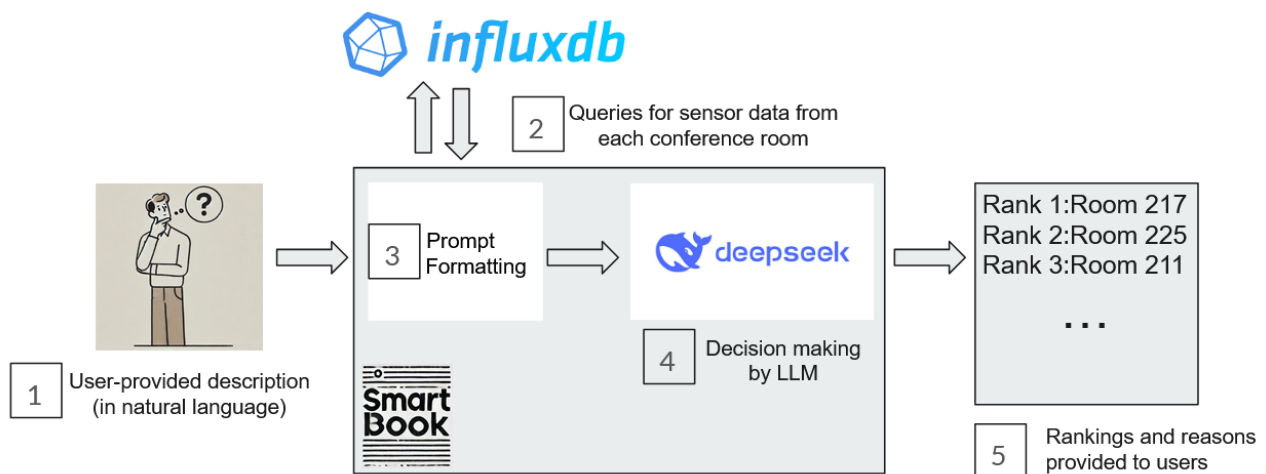 influxdb
2
Queries for sensor data from
each conference room
?
3
Prompt
Formatting
deepseek
Rank 1:Room 217
Rank 2:Room 225
Rank 3:Room 211
...
1
User-provided description
(in natural language)
Smart
Book
4
Decision making
by LLM
5
Rankings and reasons
provided to users